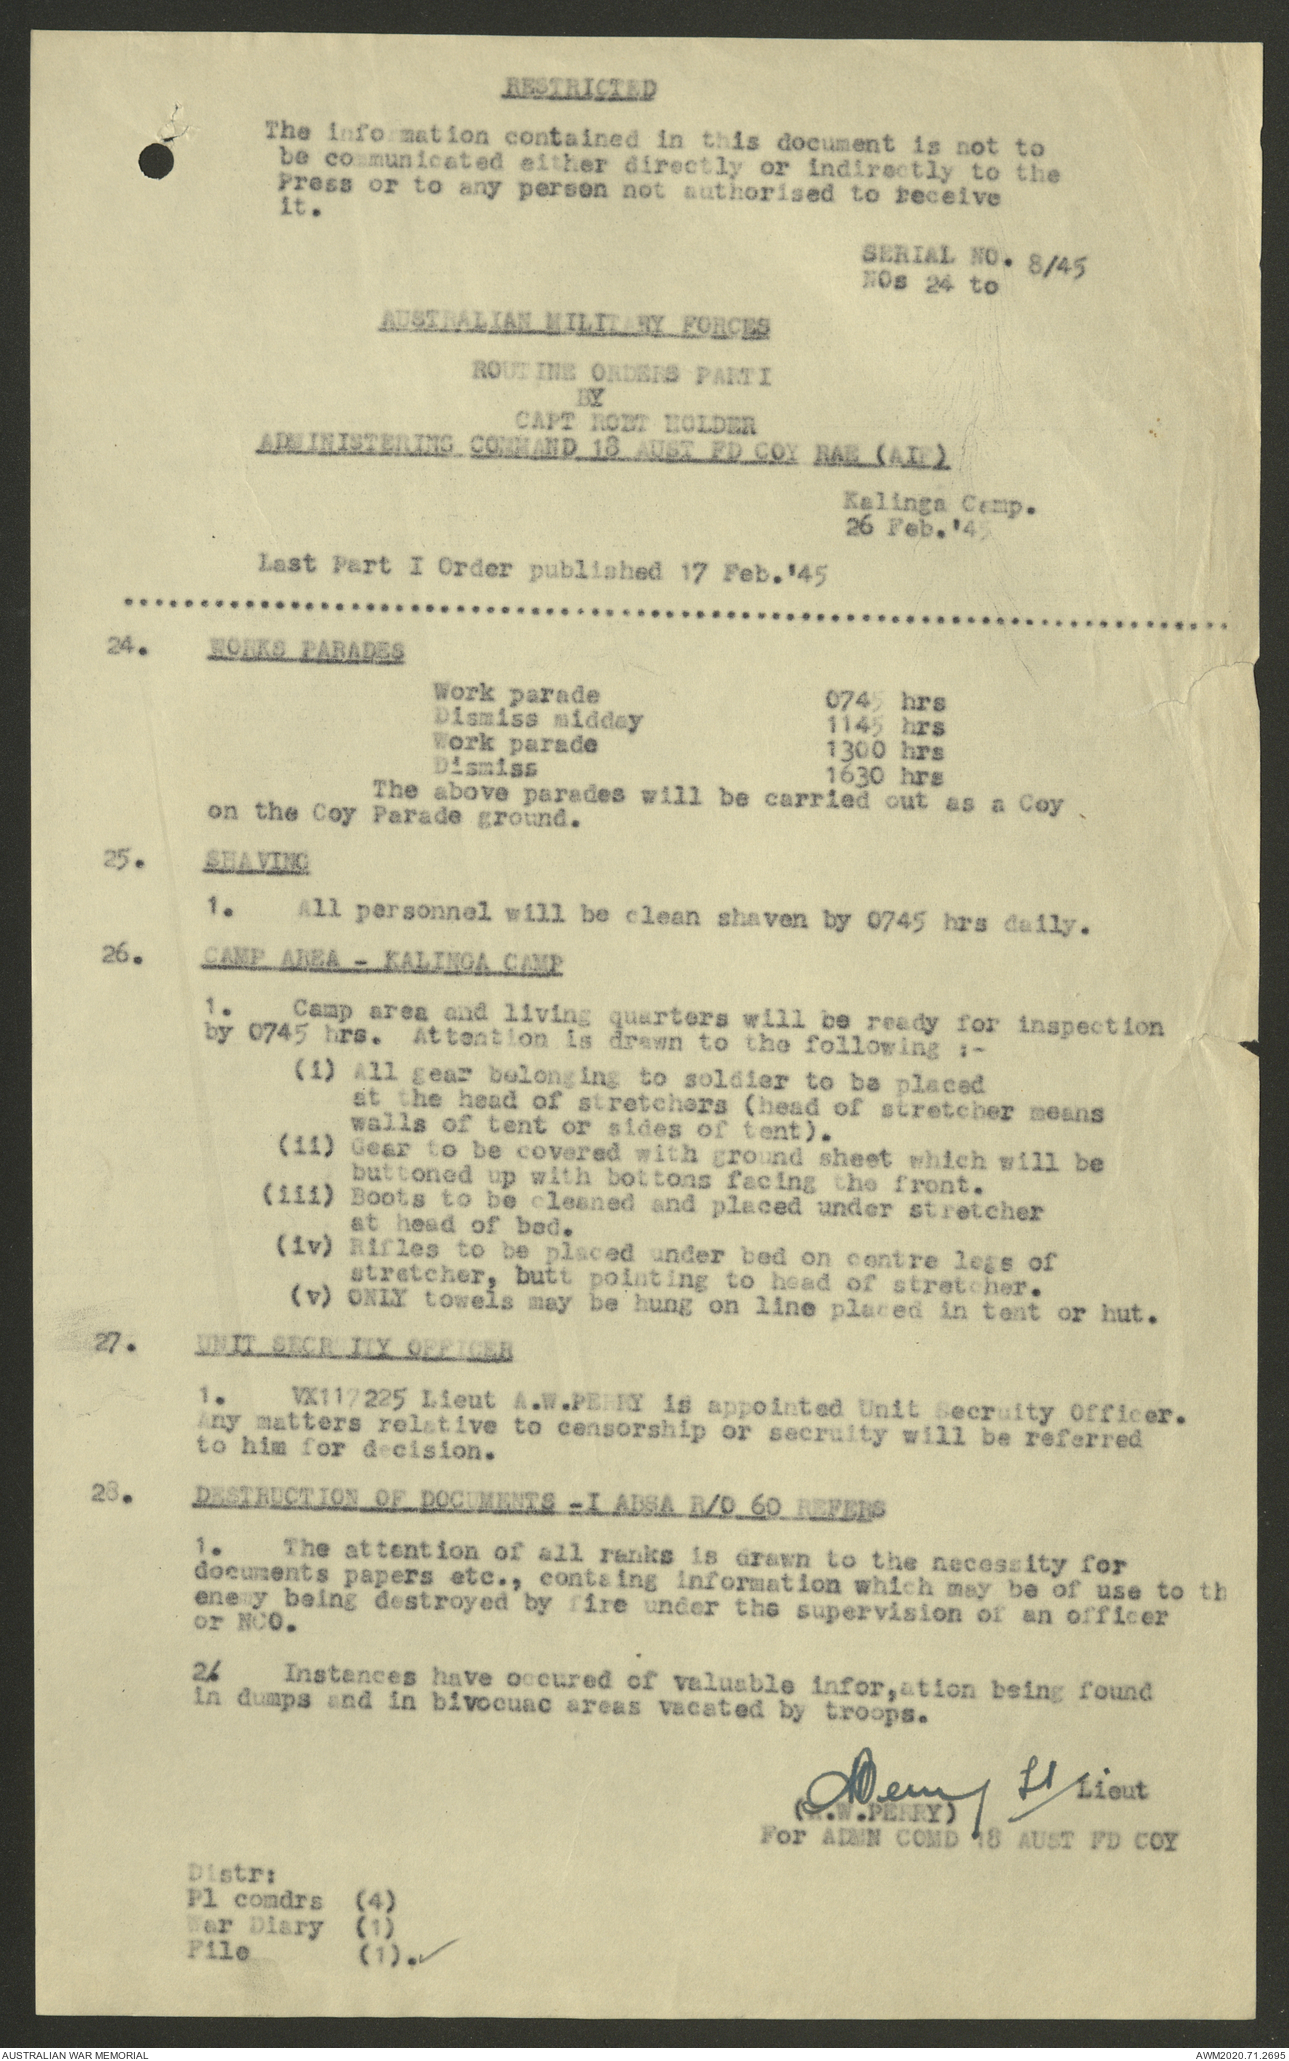 RESTRICTED
The information contained in this document is not to
be communicated either directly or indirectly to the
Press or to any person not authorised to receive
it.
SERIAL NO. 8/45
NOs 24 to
AUSTRALIAN MILITARY FORCES
ROUTINE ORDERS PART I
BY
CAPT ROBT HOLDER
ADMINISTERING COMMAND 18 AUST FD COY RAE (AIF)
Kalinga Camp.
26 Feb.'45
Last Part I Order published 17 Feb.'45
24. WORKS PARADES
Work parade 0745 hrs
Dismiss midday 1145 hrs
Work parade 1300 hrs
Dismiss 1630 hrs
The above parades will be carried out as a Coy
on the Coy Parade ground.
25. SHAVING
1. All personnel will be clean shaven by 0745 hrs daily.
26. CAMP AREA - KALINGA CAMP
1. Camp area and living quarters will be ready for inspection
by 0745 hrs. Attention is drawn to the following :-
(i) All gear belonging to soldier to be placed
at the head of stretchers (head of stretcher means
walls of tent or sides of tent).
(ii) Gear to be covered with ground sheet which will be
buttoned up with bottons facing the front.
(iii) Boots to be cleaned and placed under stretcher
at head of bed.
(iv) Rifles to be placed under bed on centre legs of
stretcher, butt pointing to head of stretcher.
(v) ONLY towels may be hung on line placed in tent or hut.
27. UNIT SECRUITY OFFICER
1. VX117225 Lieut A.W.PERRY is appointed Unit Secruity Officer.
Any matters relative to censorship or secruity will be referred
to him for decision.
28. DESTRUCTION OF DOCUMENTS -I ABSA R/O 60 REFERS
1. The attention of all ranks is drawn to the necessity for
documents papers etc., containg information which may be of use to th
enemy being destroyed by fire under the supervision of an officer
or NCO.
2. Instances have occured of valuable infor,ation being found
in dumps and in bivocuac areas vacated by troops.
AWPerry Lt Lieut
(A.W.PERRY)
For ADMN COMD 18 AUST FD COY
Distr:
Pl comdrs (4)
War Diary (1)
File (1).
AUSTRALIAN WAR MEMORIAL AWM2020.71.2695